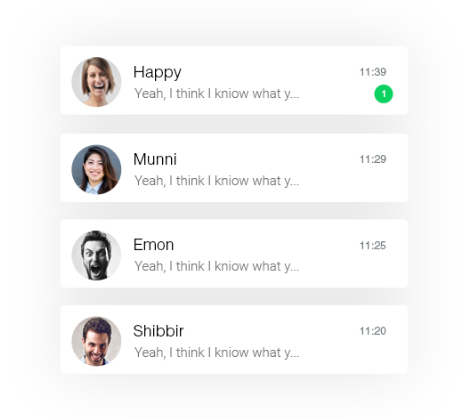 Happy 11:39
Yeah, I think I kniow what y... 1
Munni 11:29
Yeah, I think I kniow what y...
Emon 11:25
Yeah, I think I kniow what y...
Shibbir 11:20
Yeah, I think I kniow what y...